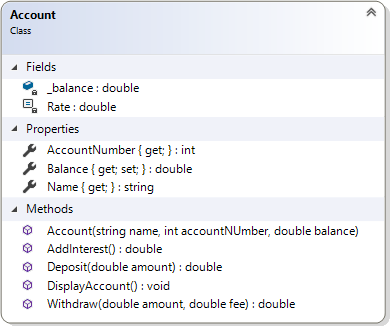 Account
Class
Fields
_balance : double
Rate : double
Properties
AccountNumber { get; } : int
Balance { get; set; } : double
Name { get; } : string
Methods
Account(string name, int accountNUmber, double balance)
AddInterest() : double
Deposit(double amount) : double
DisplayAccount() : void
Withdraw(double amount, double fee) : double